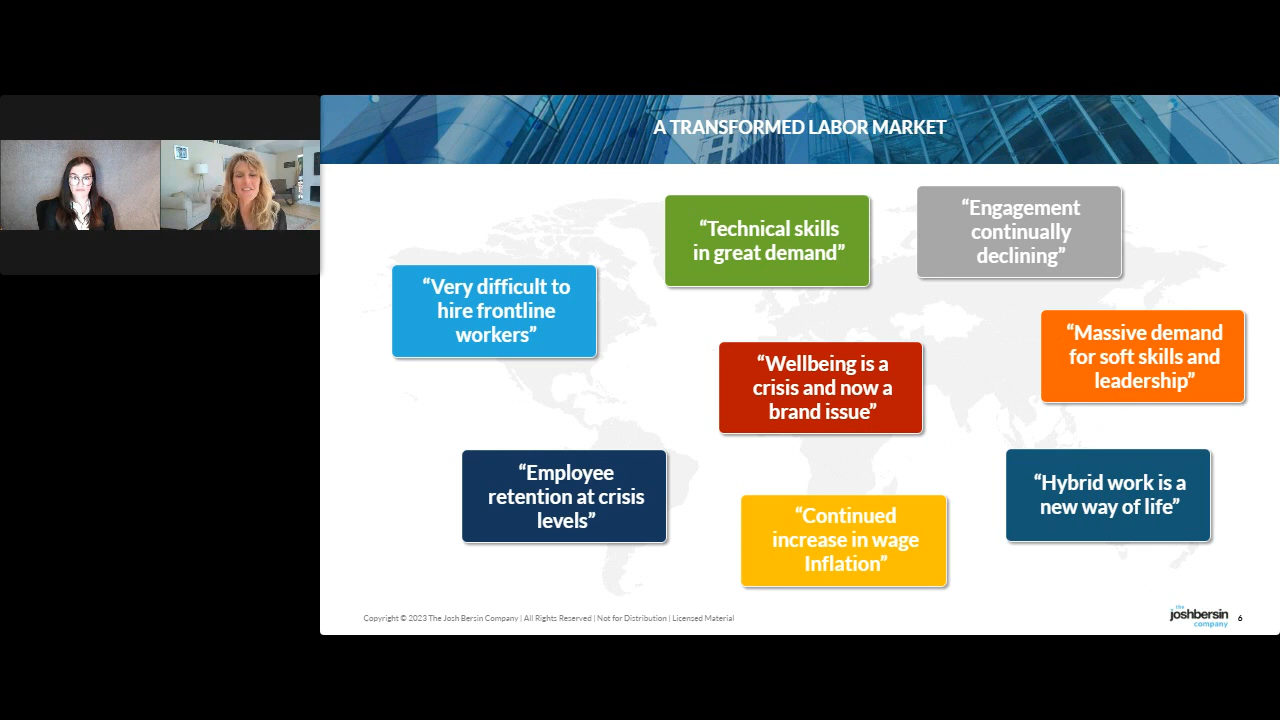 A TRANSFORMED LABOR MARKET
“Technical skills
in great demand”
“Engagement
continually
declining”
“Very difficult to
hire frontline
workers”
“Massive demand
for soft skills and
leadership”
“Wellbeing is a
crisis and now a
brand issue”
“Employee
retention at crisis
levels”
“Hybrid work is a
new way of life”
“Continued
increase in wage
Inflation”
Copyright © 2023 The Josh Bersin Company | All Rights Reserved | Not for Distribution | Licensed Material
the
joshbersin
company
6